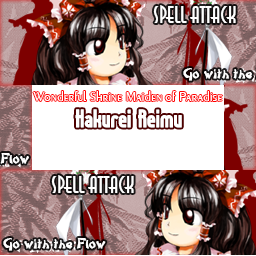 SPELL ATTACK
Go with the
Wonderful Shrine Maiden of Paradise
Hakurei Reimu
Flow
SPELL ATTACK
Go with the Flow